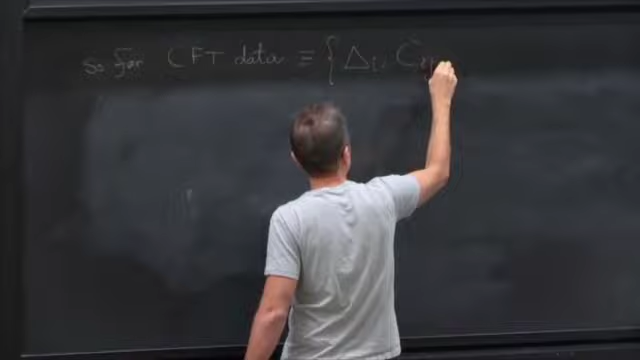 So far CFT data ≡ { Δi, Cij